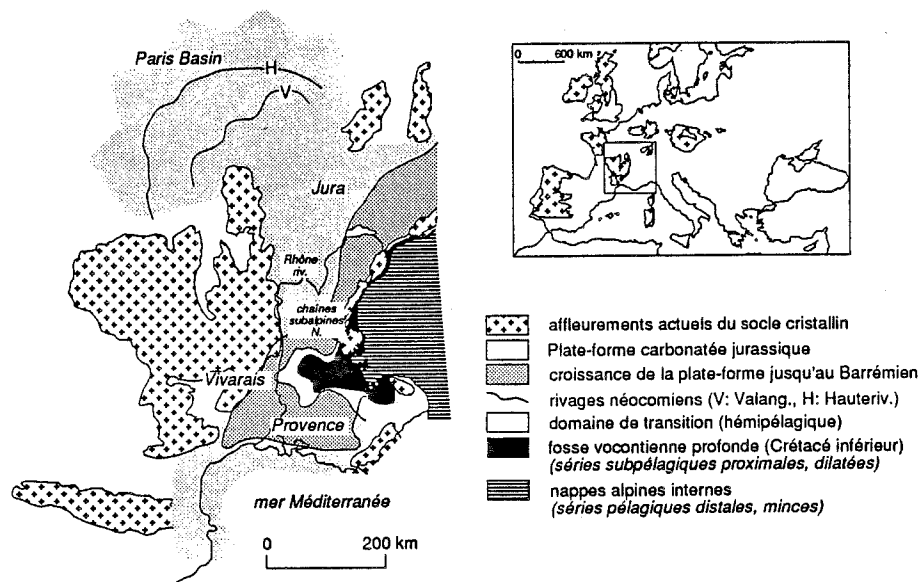 Paris Basin
H
V
Jura
Rhône
riv.
chaînes
subalpines
N.
Vivarais
Provence
mer Méditerranée
0 200 km
0 600 km
affleurements actuels du socle cristallin
Plate-forme carbonatée jurassique
croissance de la plate-forme jusqu'au Barrémien
rivages néocomiens (V: Valang., H: Hauteriv.)
domaine de transition (hémipélagique)
fosse vocontienne profonde (Crétacé inférieur)
(séries subpélagiques proximales, dilatées)
nappes alpines internes
(séries pélagiques distales, minces)